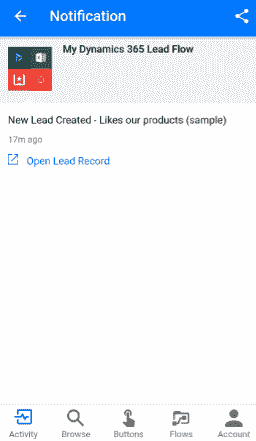 Notification
My Dynamics 365 Lead Flow
New Lead Created - Likes our products (sample)
17m ago
Open Lead Record
Activity Browse Buttons Flows Account